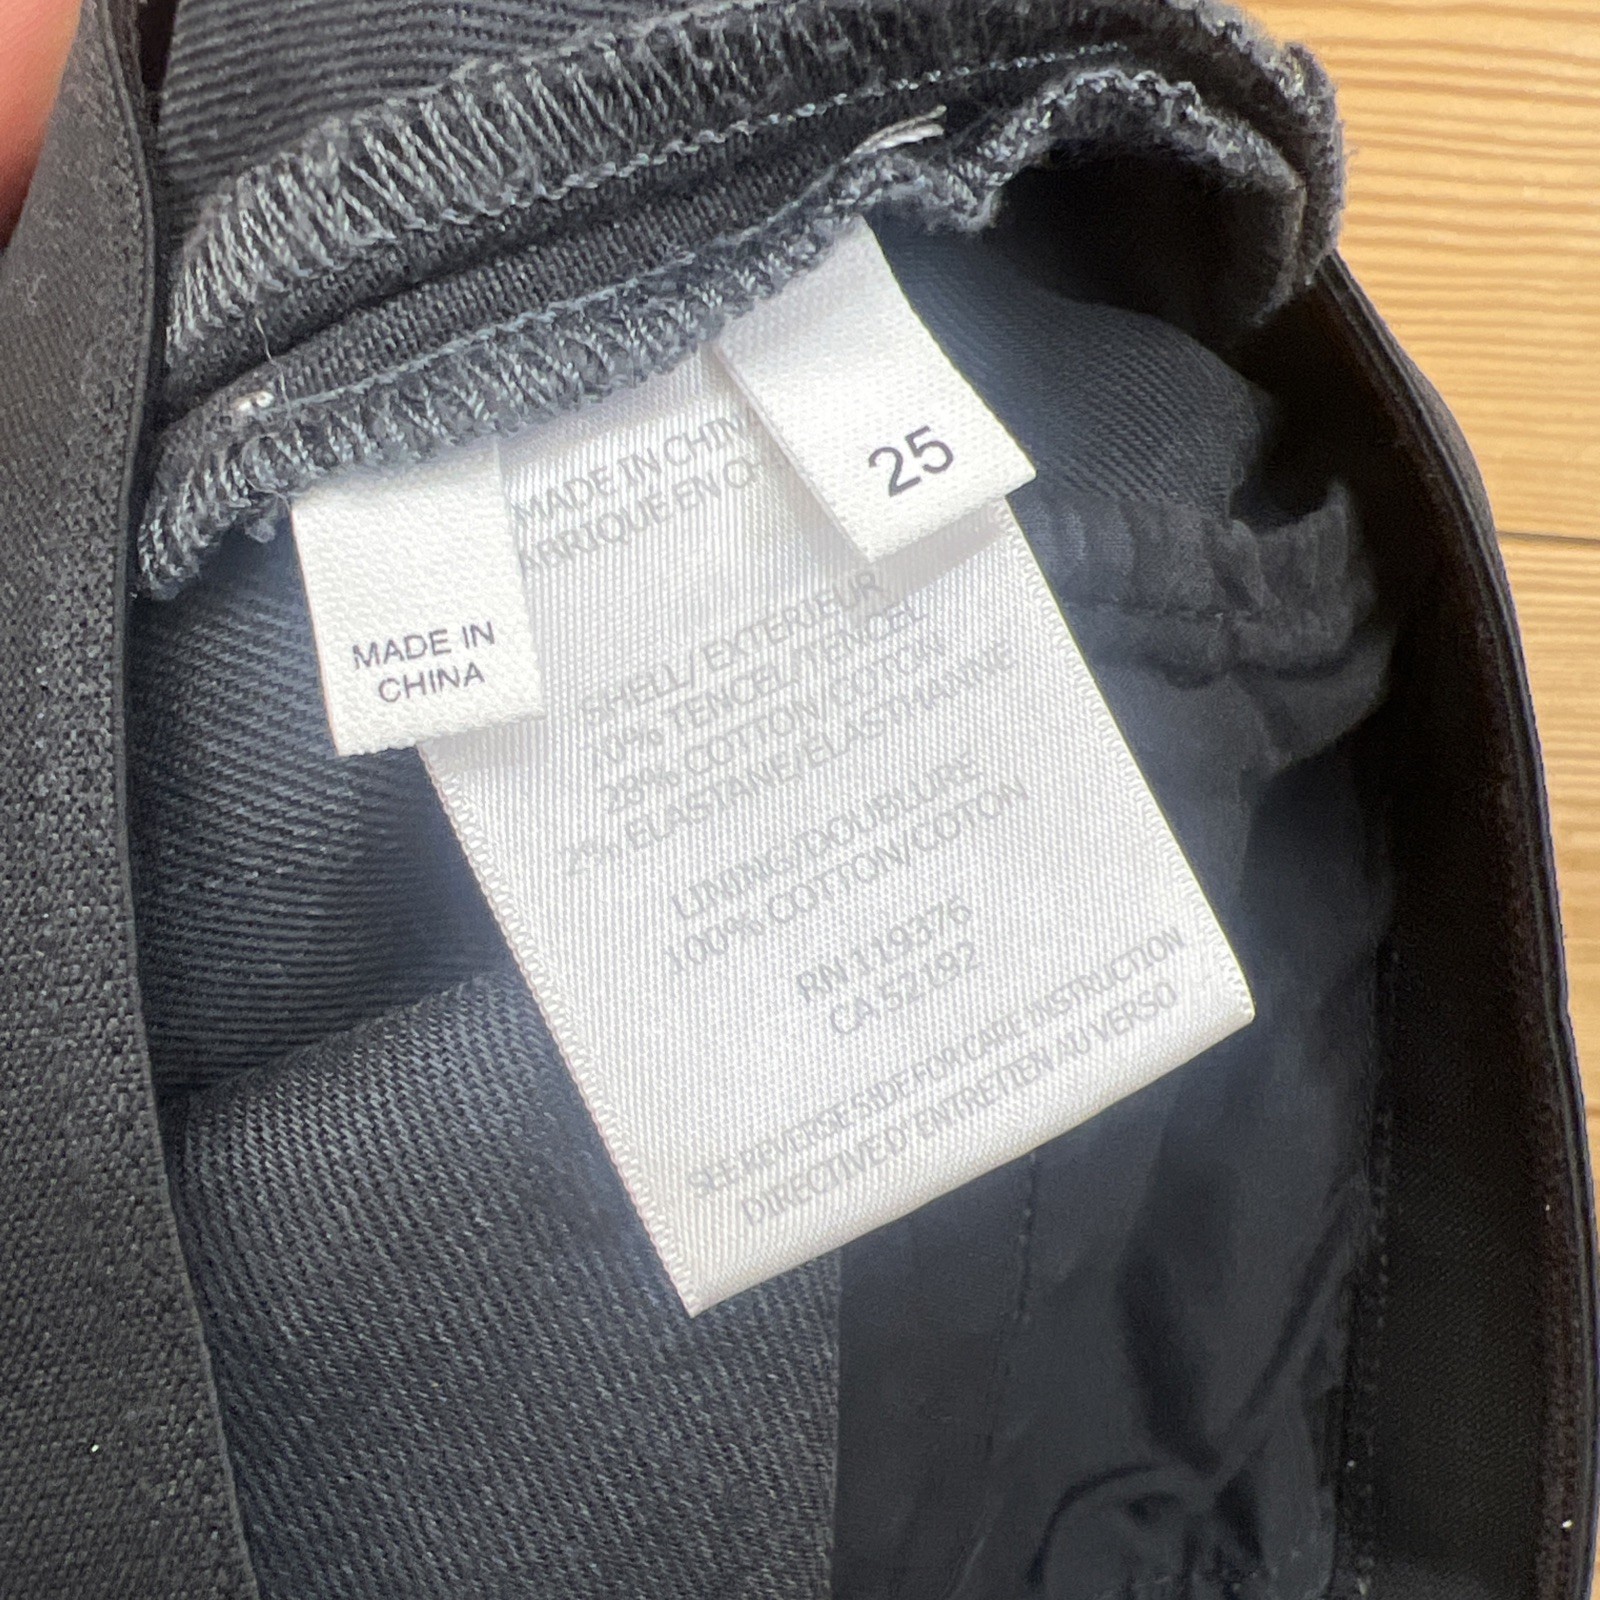 25
MADE IN CHIN
ABRIQUE EN CH
MADE IN
CHINA
SHELL/EXTERIEUR
70% TENCEL/TENCEL
28% COTTON/COTON
2% ELASTANE/ELASTHANNE
LINING/DOUBLURE
100% COTTON/COTON
RN 119376
CA 52192
SEE REVERSE SIDE FOR CARE INSTRUCTION
DIRECTIVE D'ENTRETIEN AU VERSO